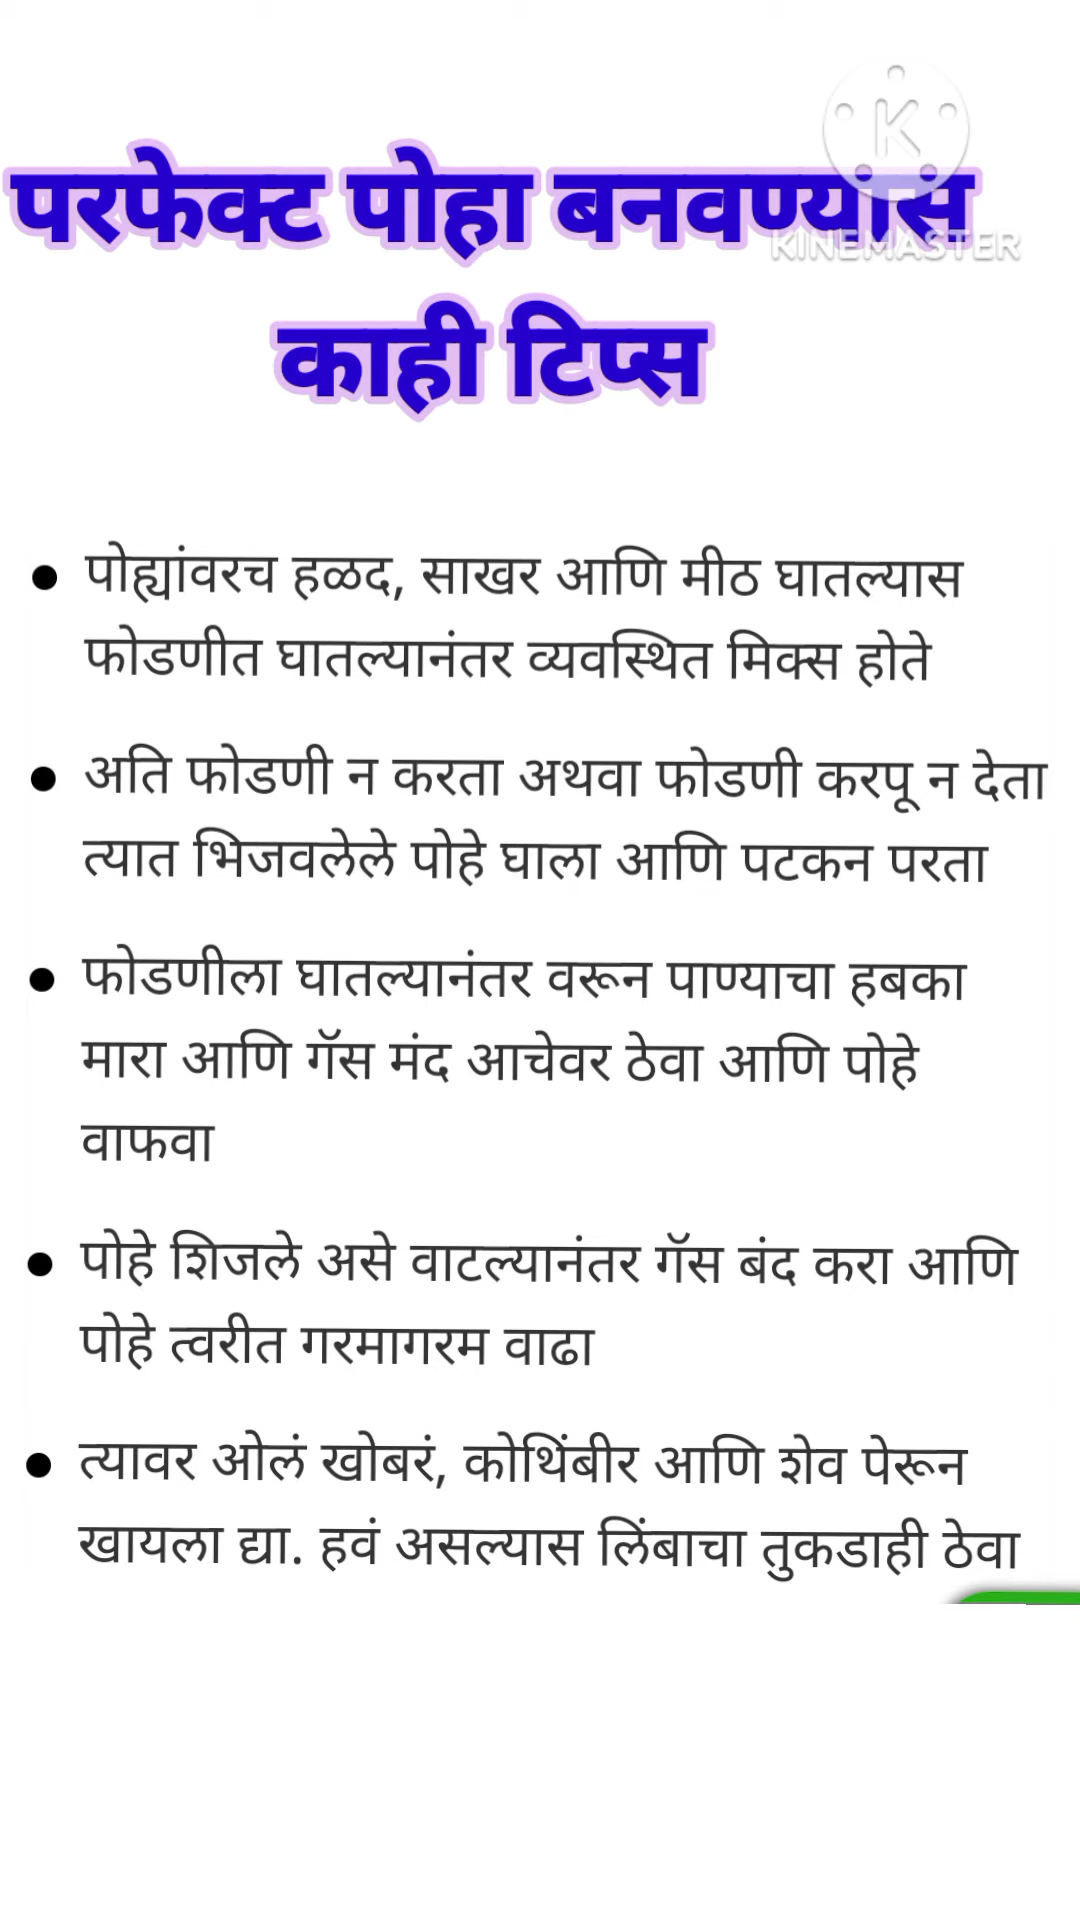 परफेक्ट पोहा बनवण्यास
KINEMASTER
काही टिप्स
पोह्यांवरच हळद, साखर आणि मीठ घातल्यास
फोडणीत घातल्यानंतर व्यवस्थित मिक्स होते
अति फोडणी न करता अथवा फोडणी करपू न देता
त्यात भिजवलेले पोहे घाला आणि पटकन परता
फोडणीला घातल्यानंतर वरून पाण्याचा हबका
मारा आणि गॅस मंद आचेवर ठेवा आणि पोहे
वाफवा
पोहे शिजले असे वाटल्यानंतर गॅस बंद करा आणि
पोहे त्वरीत गरमागरम वाढा
त्यावर ओलं खोबरं, कोथिंबीर आणि शेव पेरून
खायला द्या. हवं असल्यास लिंबाचा तुकडाही ठेवा